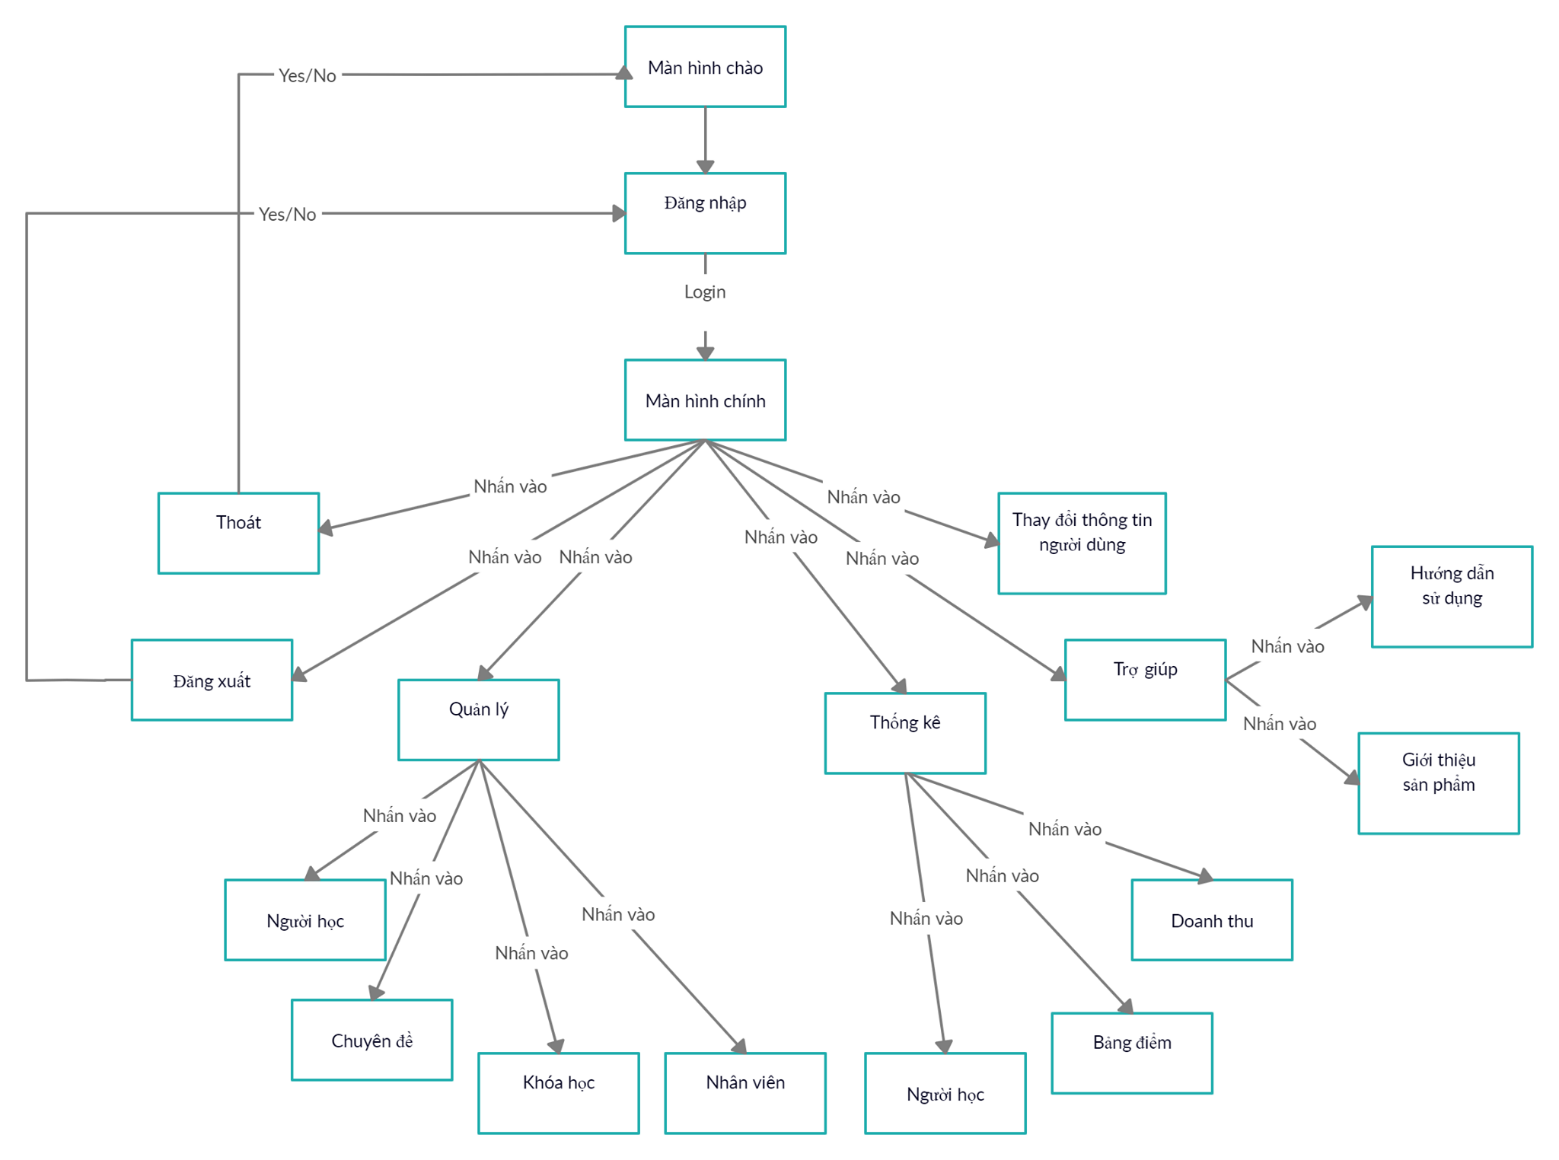 Màn hình chào
Yes/No
Đăng nhập
Yes/No
Login
Màn hình chính
Nhấn vào
Nhấn vào
Thoát
Thay đổi thông tin
người dùng
Nhấn vào
Nhấn vào
Nhấn vào
Nhấn vào
Hướng dẫn
sử dụng
Nhấn vào
Đăng xuất
Trợ giúp
Quản lý
Thống kê
Nhấn vào
Giới thiệu
sản phẩm
Nhấn vào
Nhấn vào
Nhấn vào
Nhấn vào
Nhấn vào
Nhấn vào
Người học
Doanh thu
Nhấn vào
Chuyên đề
Bảng điểm
Khóa học
Nhân viên
Người học